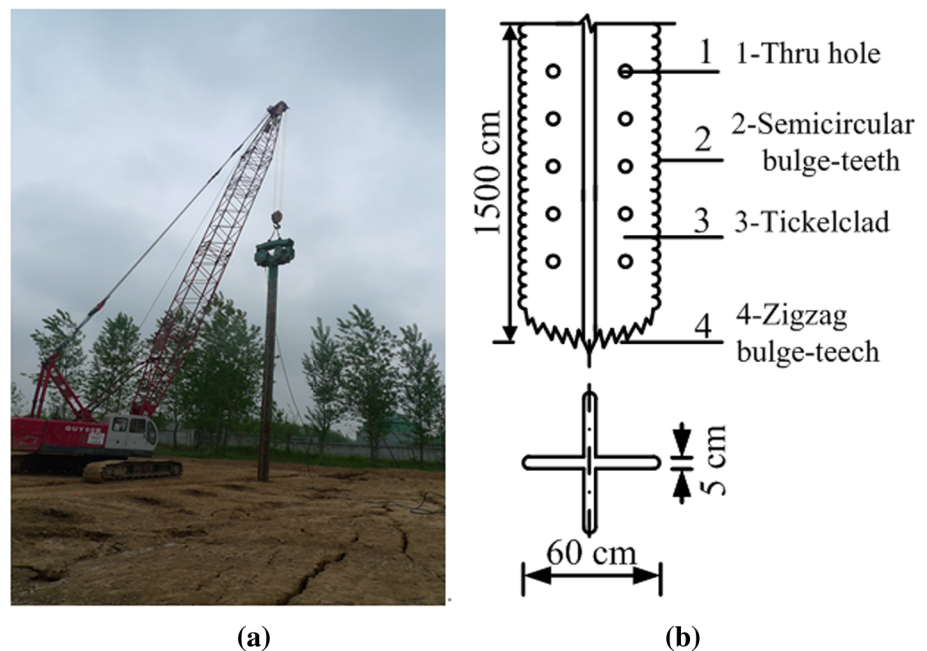 GUYSER
1500 cm
1
1-Thru hole
2
2-Semicircular
bulge-teeth
3
3-Tickelclad
4
4-Zigzag
bulge-teech
5 cm
60 cm
(a)
(b)